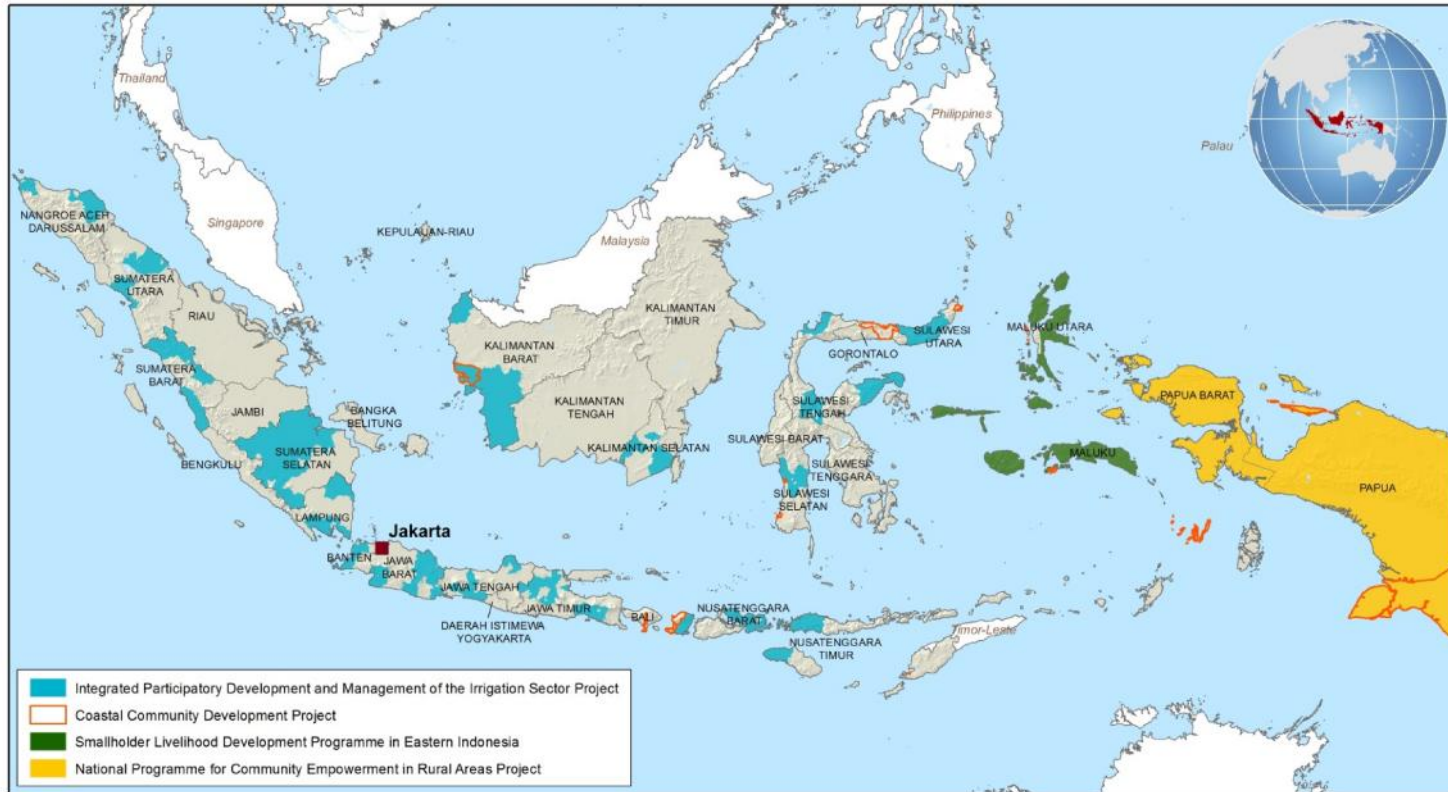 Thailand
Philippines
Palau
Singapore
NANGROE ACEH
DARUSSALAM
KEPULAUAN-RIAU
Malaysia
SUMATERA
UTARA
RIAU
KALIMANTAN
TIMUR
MALUKU UTARA
SULAWESI
UTARA
KALIMANTAN
BARAT
GORONTALO
SUMATERA
BARAT
PAPUA BARAT
JAMBI
BANGKA
BELITUNG
KALIMANTAN
TENGAH
SULAWESI
TENGAH
SULAWESI BARAT
KALIMANTAN SELATAN
BENGKULU
SUMATERA
SELATAN
MALUKU
SULAWESI
TENGGARA
PAPUA
SULAWESI
SELATAN
LAMPUNG
Jakarta
BANTEN
JAWA
BARAT
JAWA TENGAH
JAWA TIMUR
BALI
NUSATENGGARA
BARAT
DAERAH ISTIMEWA
YOGYAKARTA
NUSATENGGARA
TIMUR
Timor-Leste
Integrated Participatory Development and Management of the Irrigation Sector Project
Coastal Community Development Project
Smallholder Livelihood Development Programme in Eastern Indonesia
National Programme for Community Empowerment in Rural Areas Project